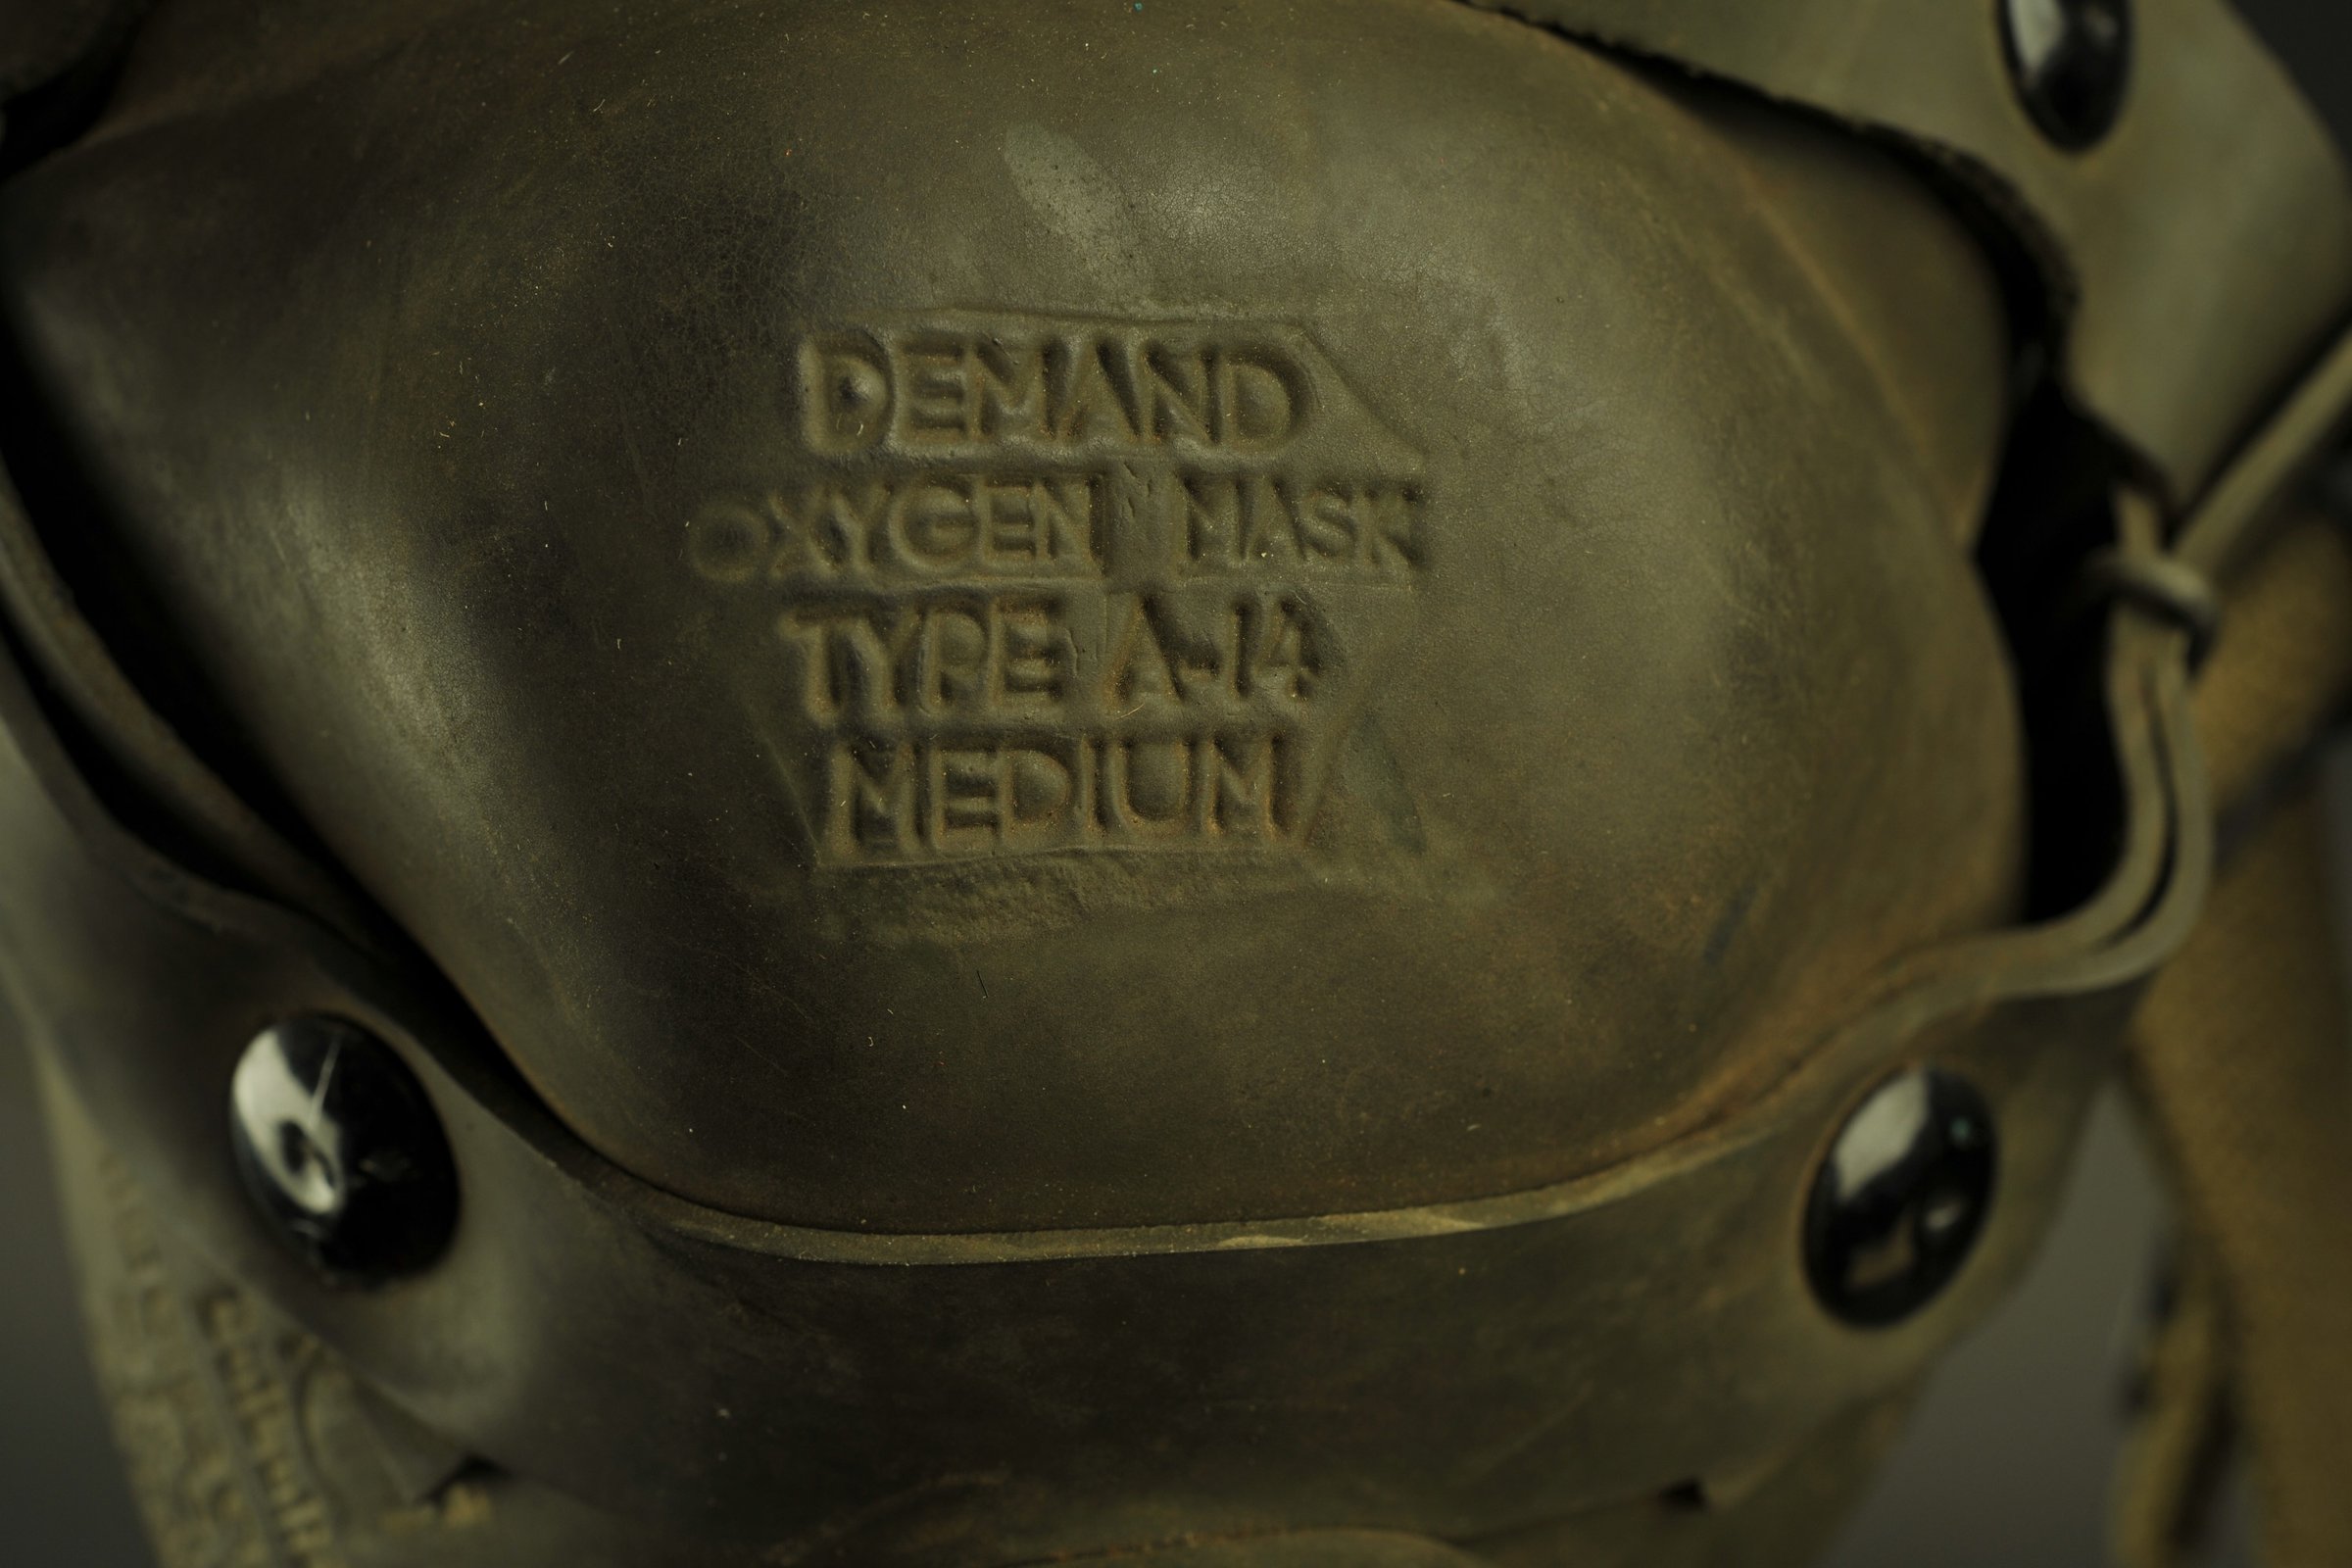 DEMAND
OXYGEN MASK
TYPE A-14
MEDIUM